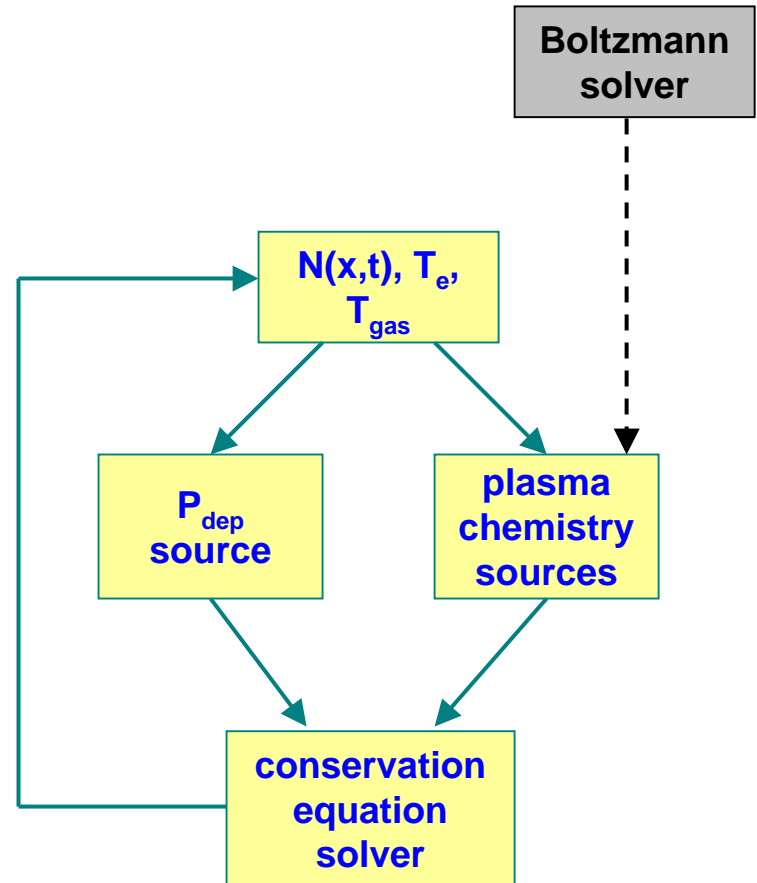 Boltzmann
solver
N(x,t), Te,
Tgas
Pdep
source
plasma
chemistry
sources
conservation
equation
solver